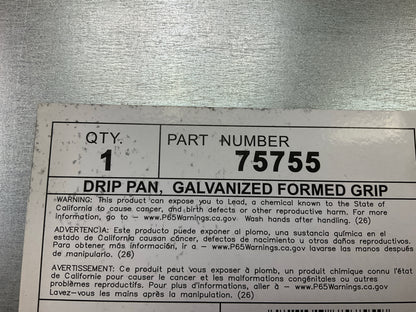 QTY. PART NUMBER
1 75755
DRIP PAN, GALVANIZED FORMED GRIP
WARNING: This product can expose you to Lead, a chemical known to the State of
California to cause cancer, and birth defects or other reproductive harm. For more
information, go to - www.P65Warnings.ca.gov. Wash hands after handling. (26)
ADVERTENCIA: Este producto puede exponer al plomo, una sustancia química en el
estado de California causan cáncer, defectos de nacimiento u otros daños reproductivos.
Para obtener más información, ir a - www.P65Warnings.ca.gov lavarse las manos después
de manipularlo. (26)
AVERTISSEMENT: Ce produit peut vous exposer à plomb, un produit chimique connu l'état
de Californie pour causer le cancer et les malformations congénitales ou autres
problèmes reproductifs. Pour plus d'informations, aller à - www.P65Warnings.ca.gov
Lavez-vous les mains après la manipulation. (26)